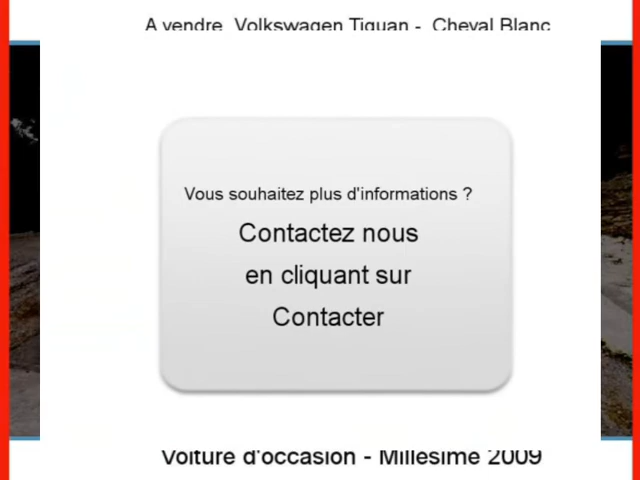 A vendre Volkswagen Tiguan - Cheval Blanc
Vous souhaitez plus d'informations ?
Contactez nous
en cliquant sur
Contacter
Voiture d'occasion - Millesime 2009